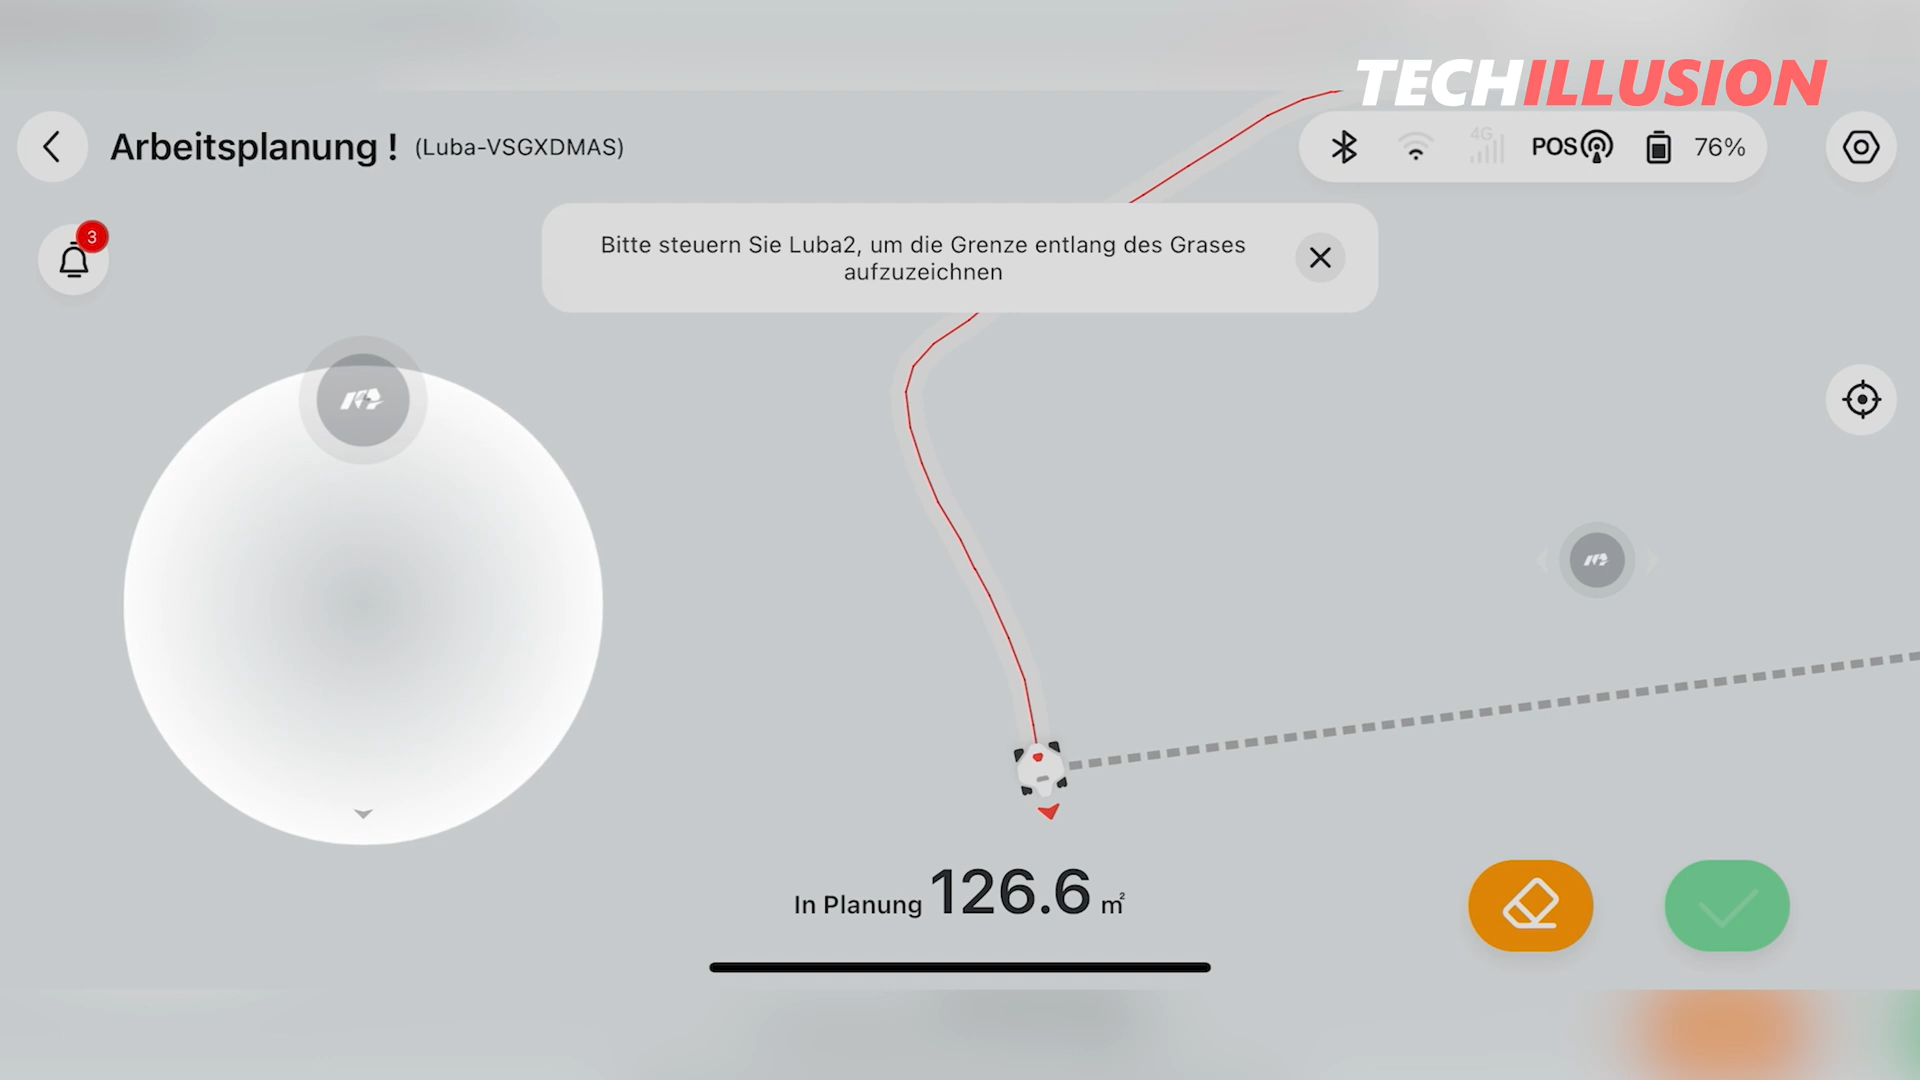 TECHILLUSION
Arbeitsplanung ! (Luba-VSGXDMAS)
4G
POS
76%
3
Bitte steuern Sie Luba2, um die Grenze entlang des Grases
aufzuzeichnen
In Planung 126.6 m²